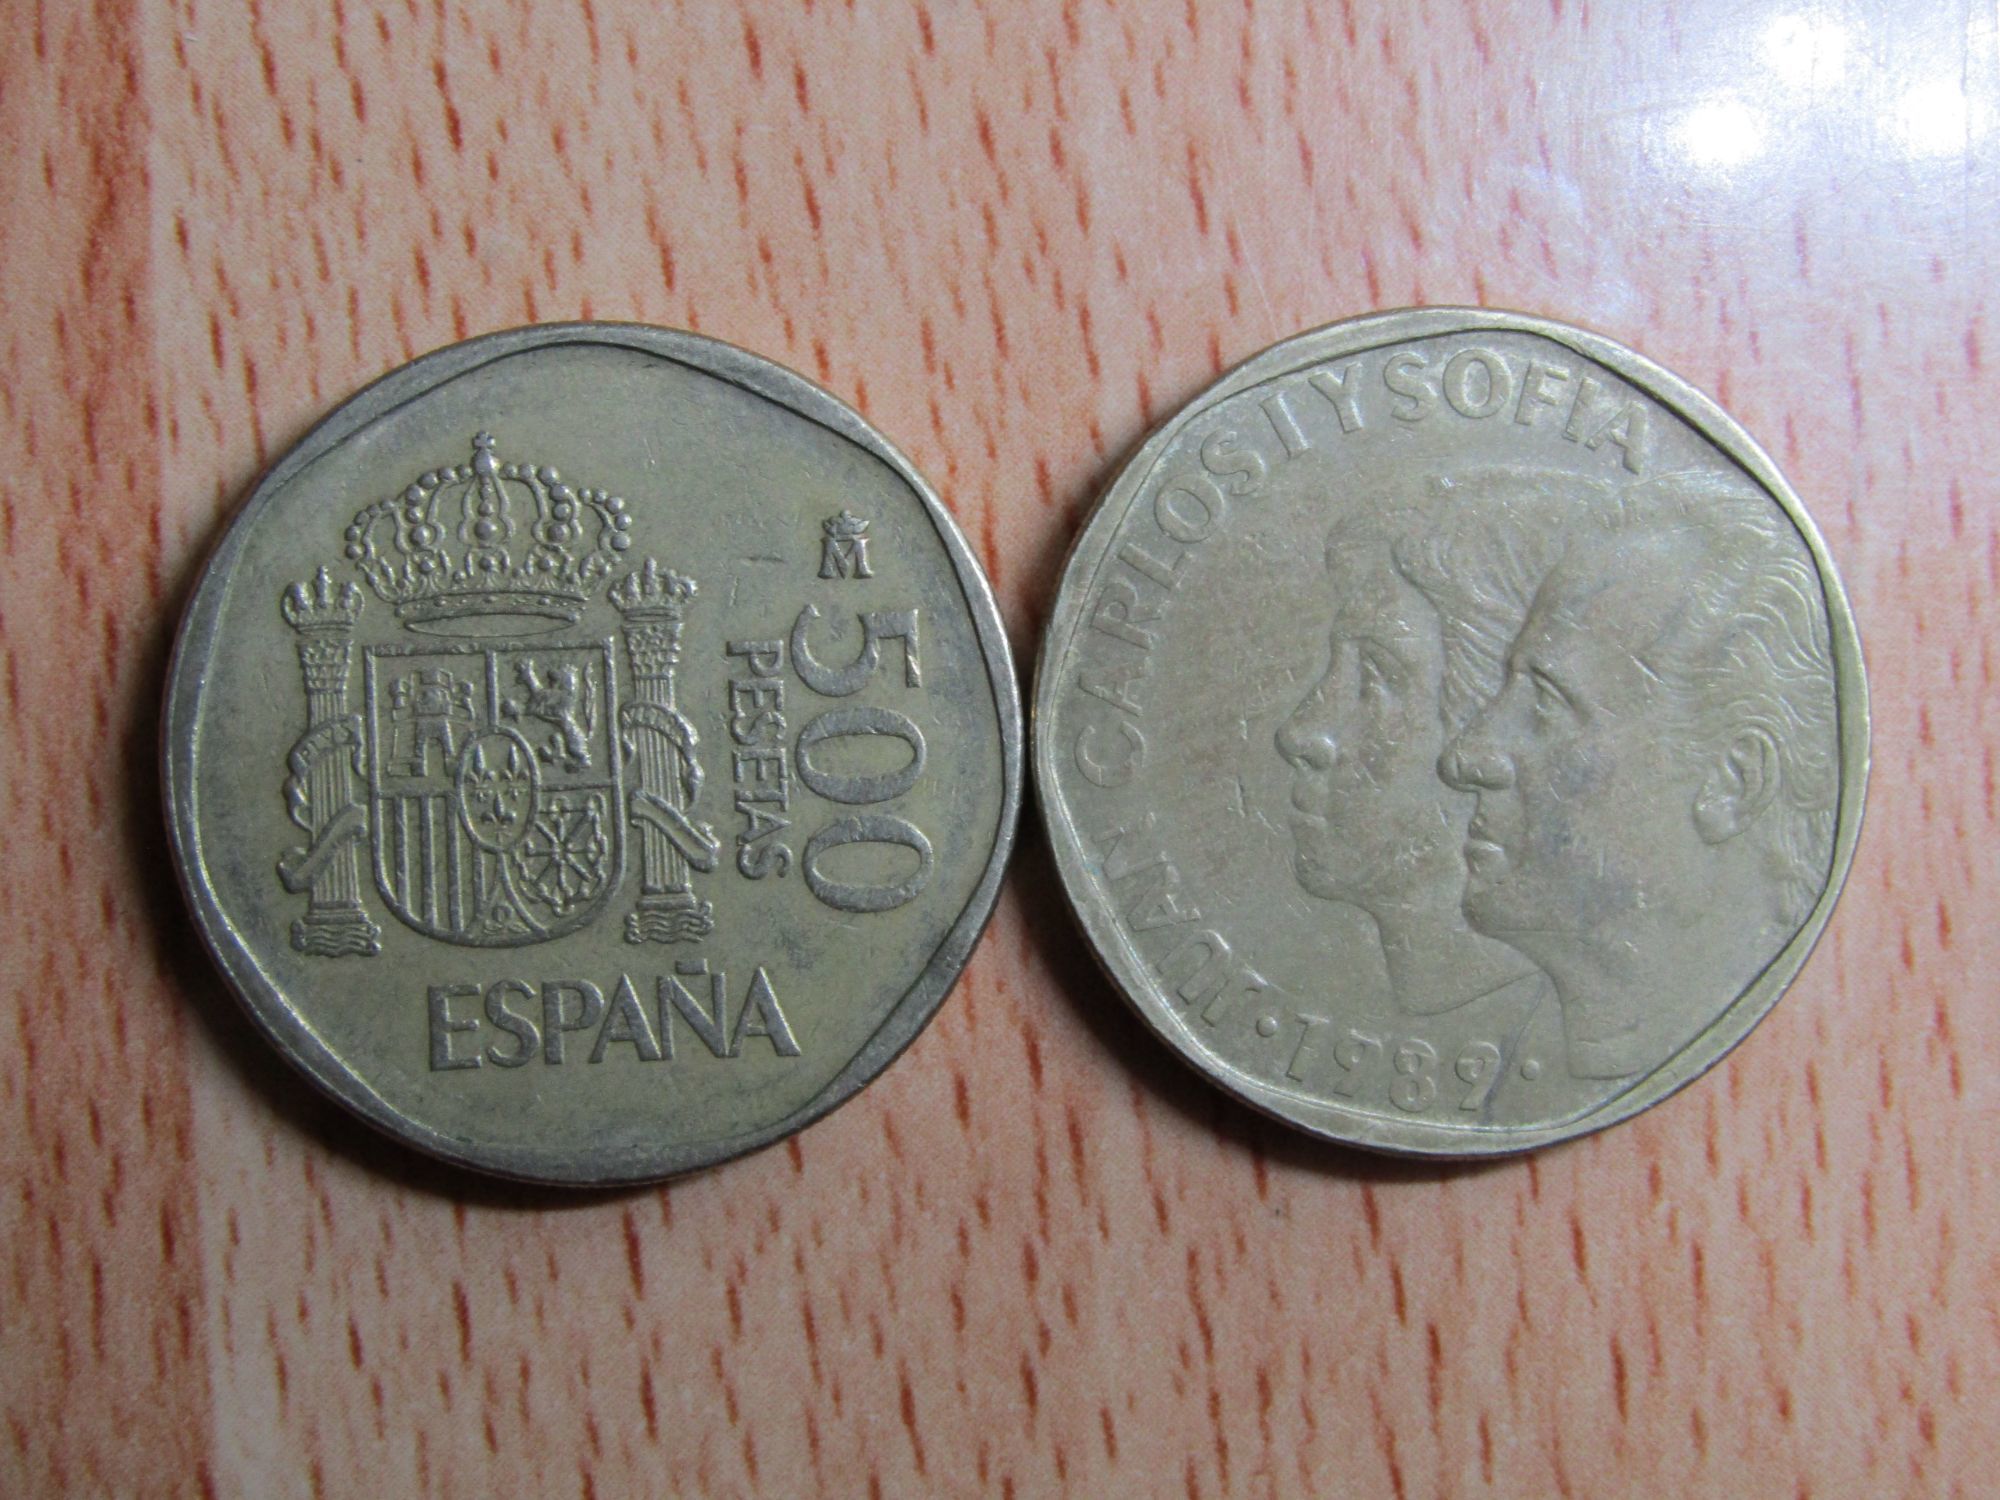 M
500
PESETAS
ESPAÑA
JUAN CARLOS I Y SOFIA
·1989·